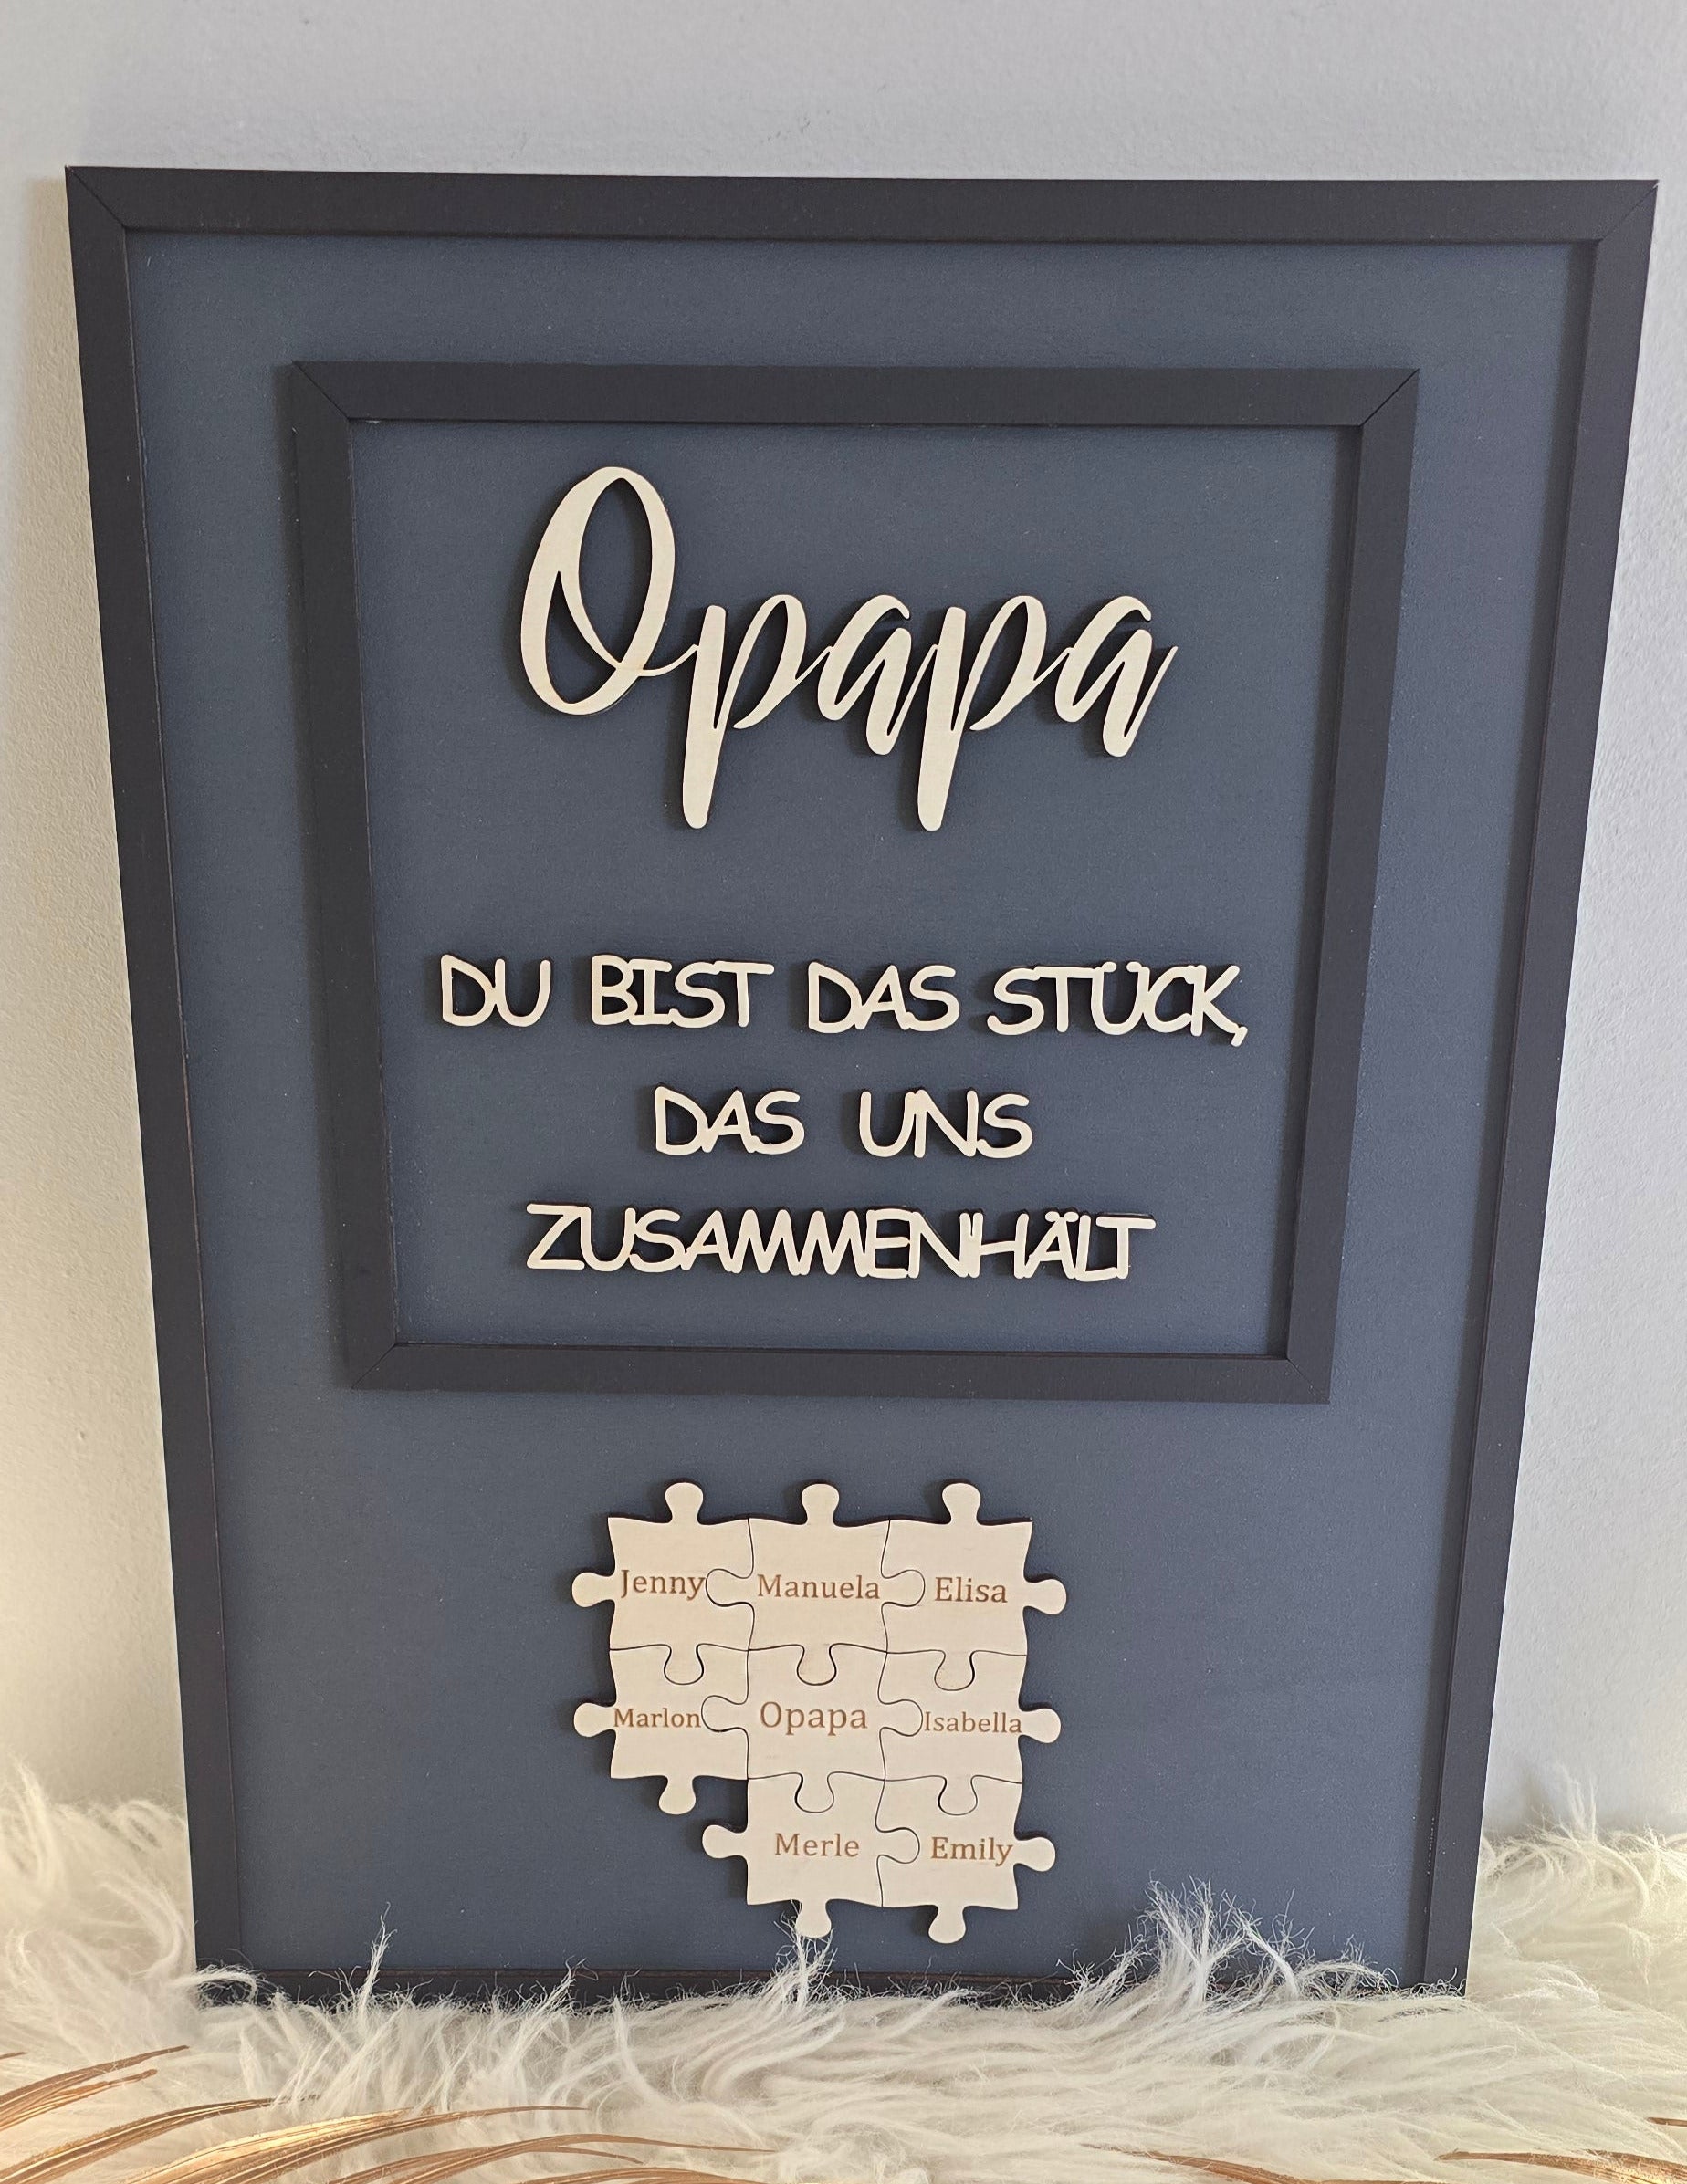 Opapa
DU BIST DAS STÜCK,
DAS UNS
ZUSAMMENHÄLT
Jenny Manuela Elisa
Marlon Opapa Isabella
Merle Emily